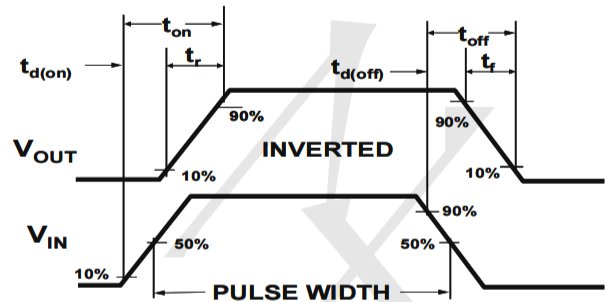 ton toff
tr tf
td(on) td(off)
90% 90%
VOUT INVERTED
10% 10%
90%
VIN 50% 50%
10%
PULSE WIDTH